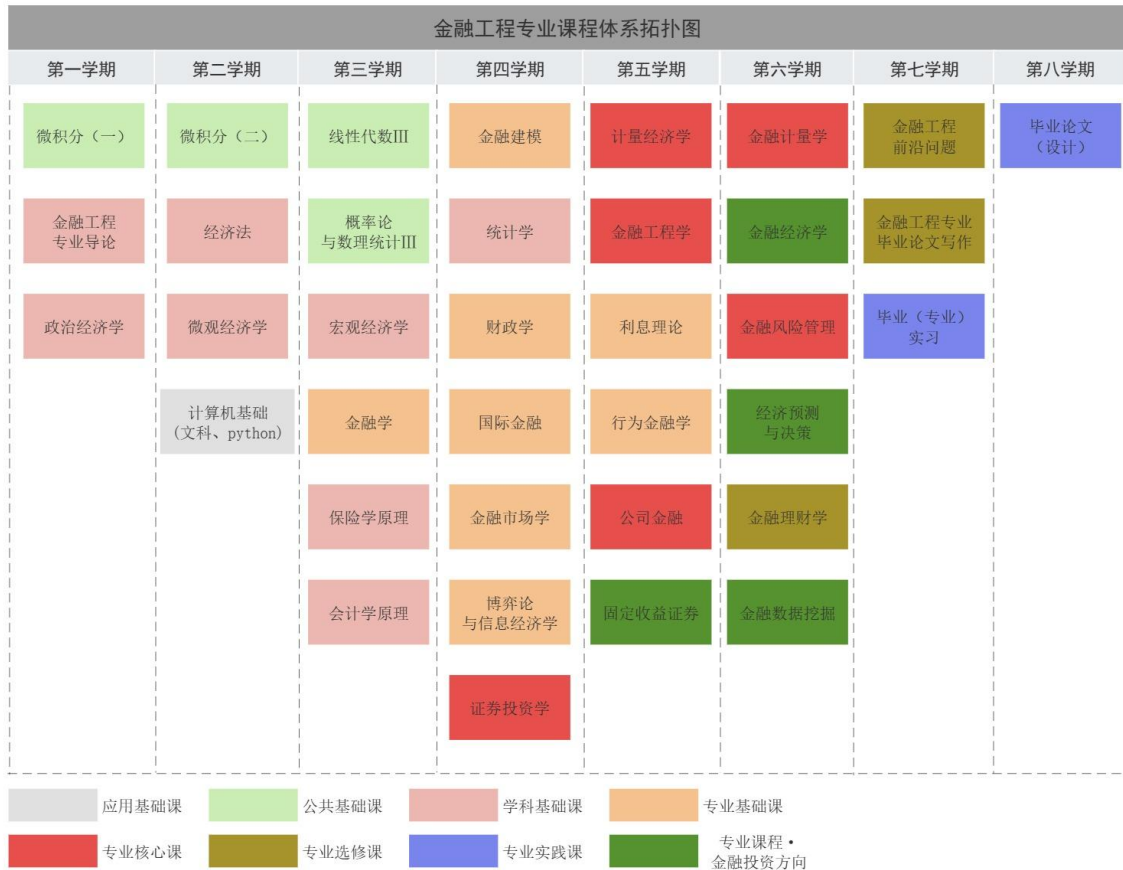 金融工程专业课程体系拓扑图
第一学期
第二学期
第三学期
第四学期
第五学期
第六学期
第七学期
第八学期
微积分（一）
微积分（二）
线性代数Ⅲ
金融建模
计量经济学
金融计量学
金融工程
前沿问题
毕业论文
（设计）
金融工程
专业导论
经济法
概率论
与数理统计Ⅲ
统计学
金融工程学
金融经济学
金融工程专业
毕业论文写作
政治经济学
微观经济学
宏观经济学
财政学
利息理论
金融风险管理
毕业（专业）
实习
计算机基础
(文科、python)
金融学
国际金融
行为金融学
经济预测
与决策
保险学原理
金融市场学
公司金融
金融理财学
会计学原理
博弈论
与信息经济学
固定收益证券
金融数据挖掘
证券投资学
应用基础课
公共基础课
学科基础课
专业基础课
专业核心课
专业选修课
专业实践课
专业课程·
金融投资方向